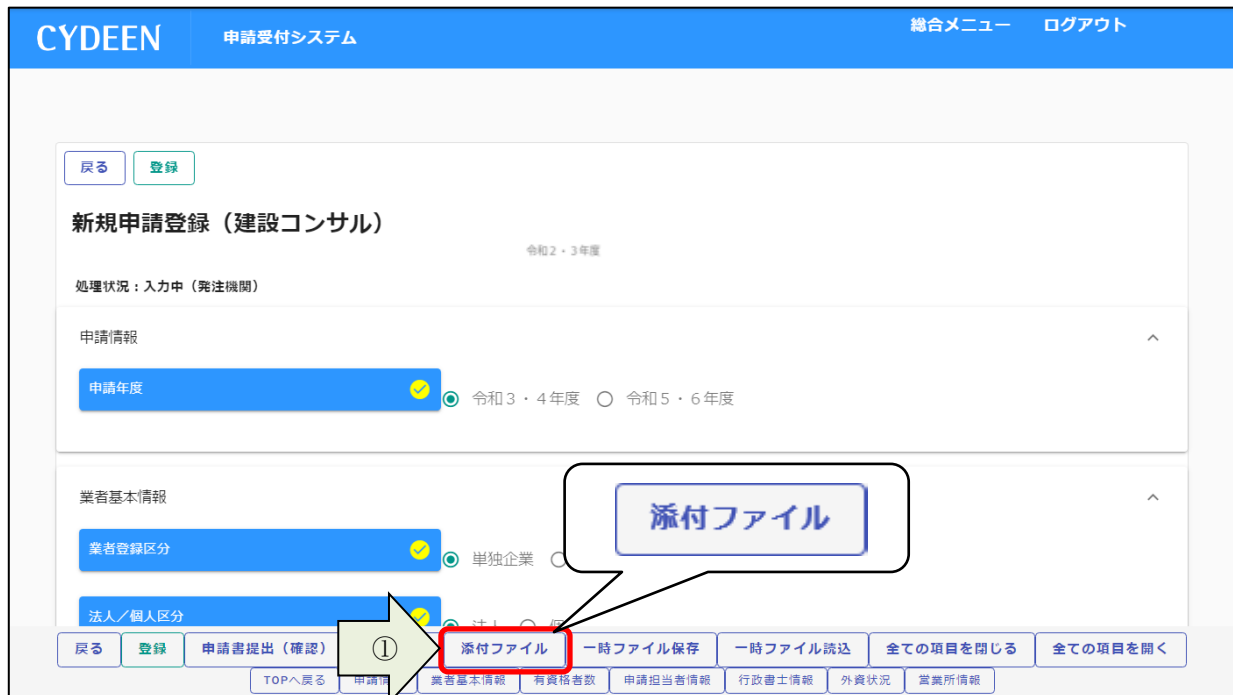 CYDEEN 申請受付システム 総合メニュー ログアウト
戻る 登録
新規申請登録（建設コンサル）
令和2・3年度
処理状況：入力中（発注機関）
申請情報
申請年度 令和3・4年度 令和5・6年度
業者基本情報
添付ファイル
業者登録区分 単独企業
法人／個人区分 法人
戻る 登録 申請書提出（確認） ① 添付ファイル 一時ファイル保存 一時ファイル読込 全ての項目を閉じる 全ての項目を開く
TOPへ戻る 申請情 業者基本情報 有資格者数 申請担当者情報 行政書士情報 外資状況 営業所情報